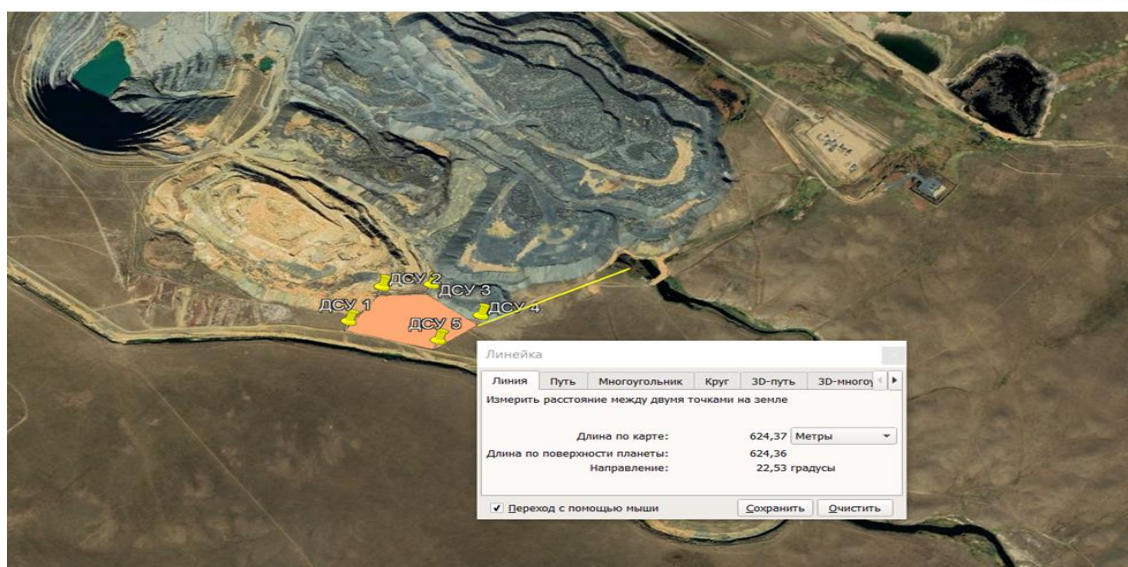 ДСУ 2
ДСУ 3
ДСУ 1
ДСУ 4
ДСУ 5
Линейка
Линия Путь Многоугольник Круг 3D-путь 3D-многоу
Измерить расстояние между двумя точками на земле
Длина по карте: 624,37 Метры
Длина по поверхности планеты: 624,36
Направление: 22,53 градусы
Переход с помощью мыши Сохранить Очистить